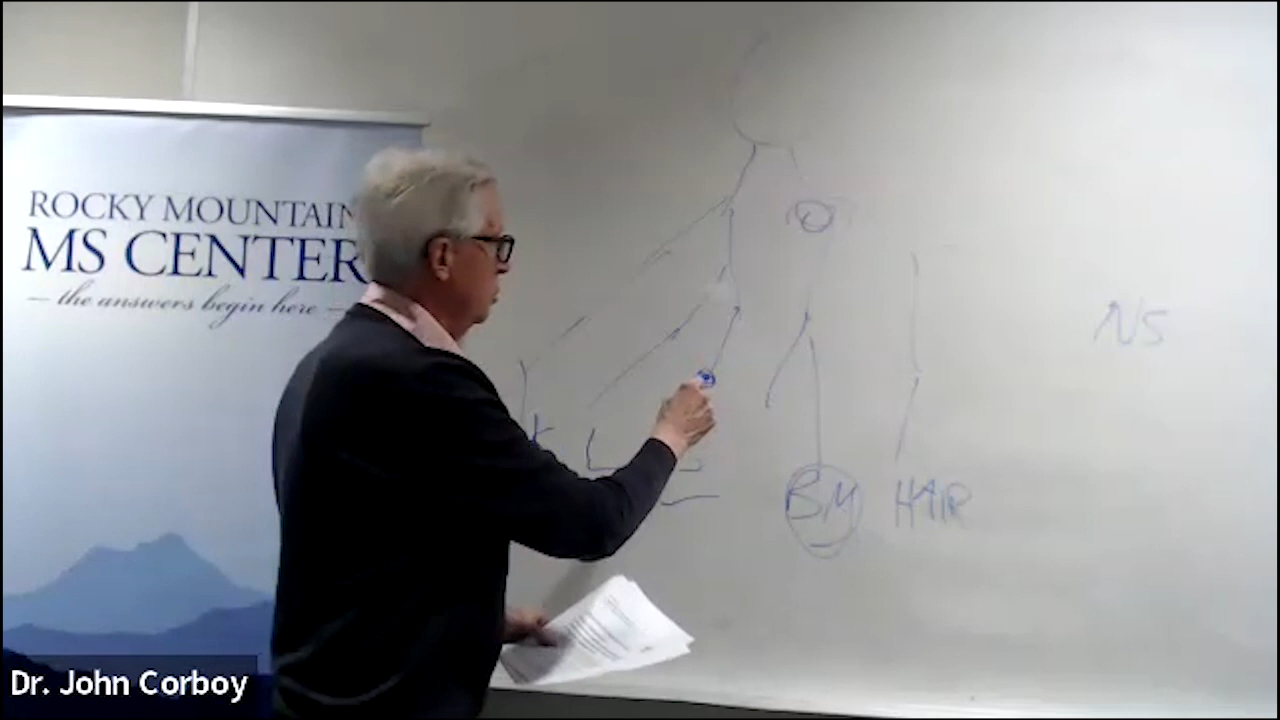 ROCKY MOUNTAIN
MS CENTER
— the answers begin here —
NS
BM HAIR
Dr. John Corboy